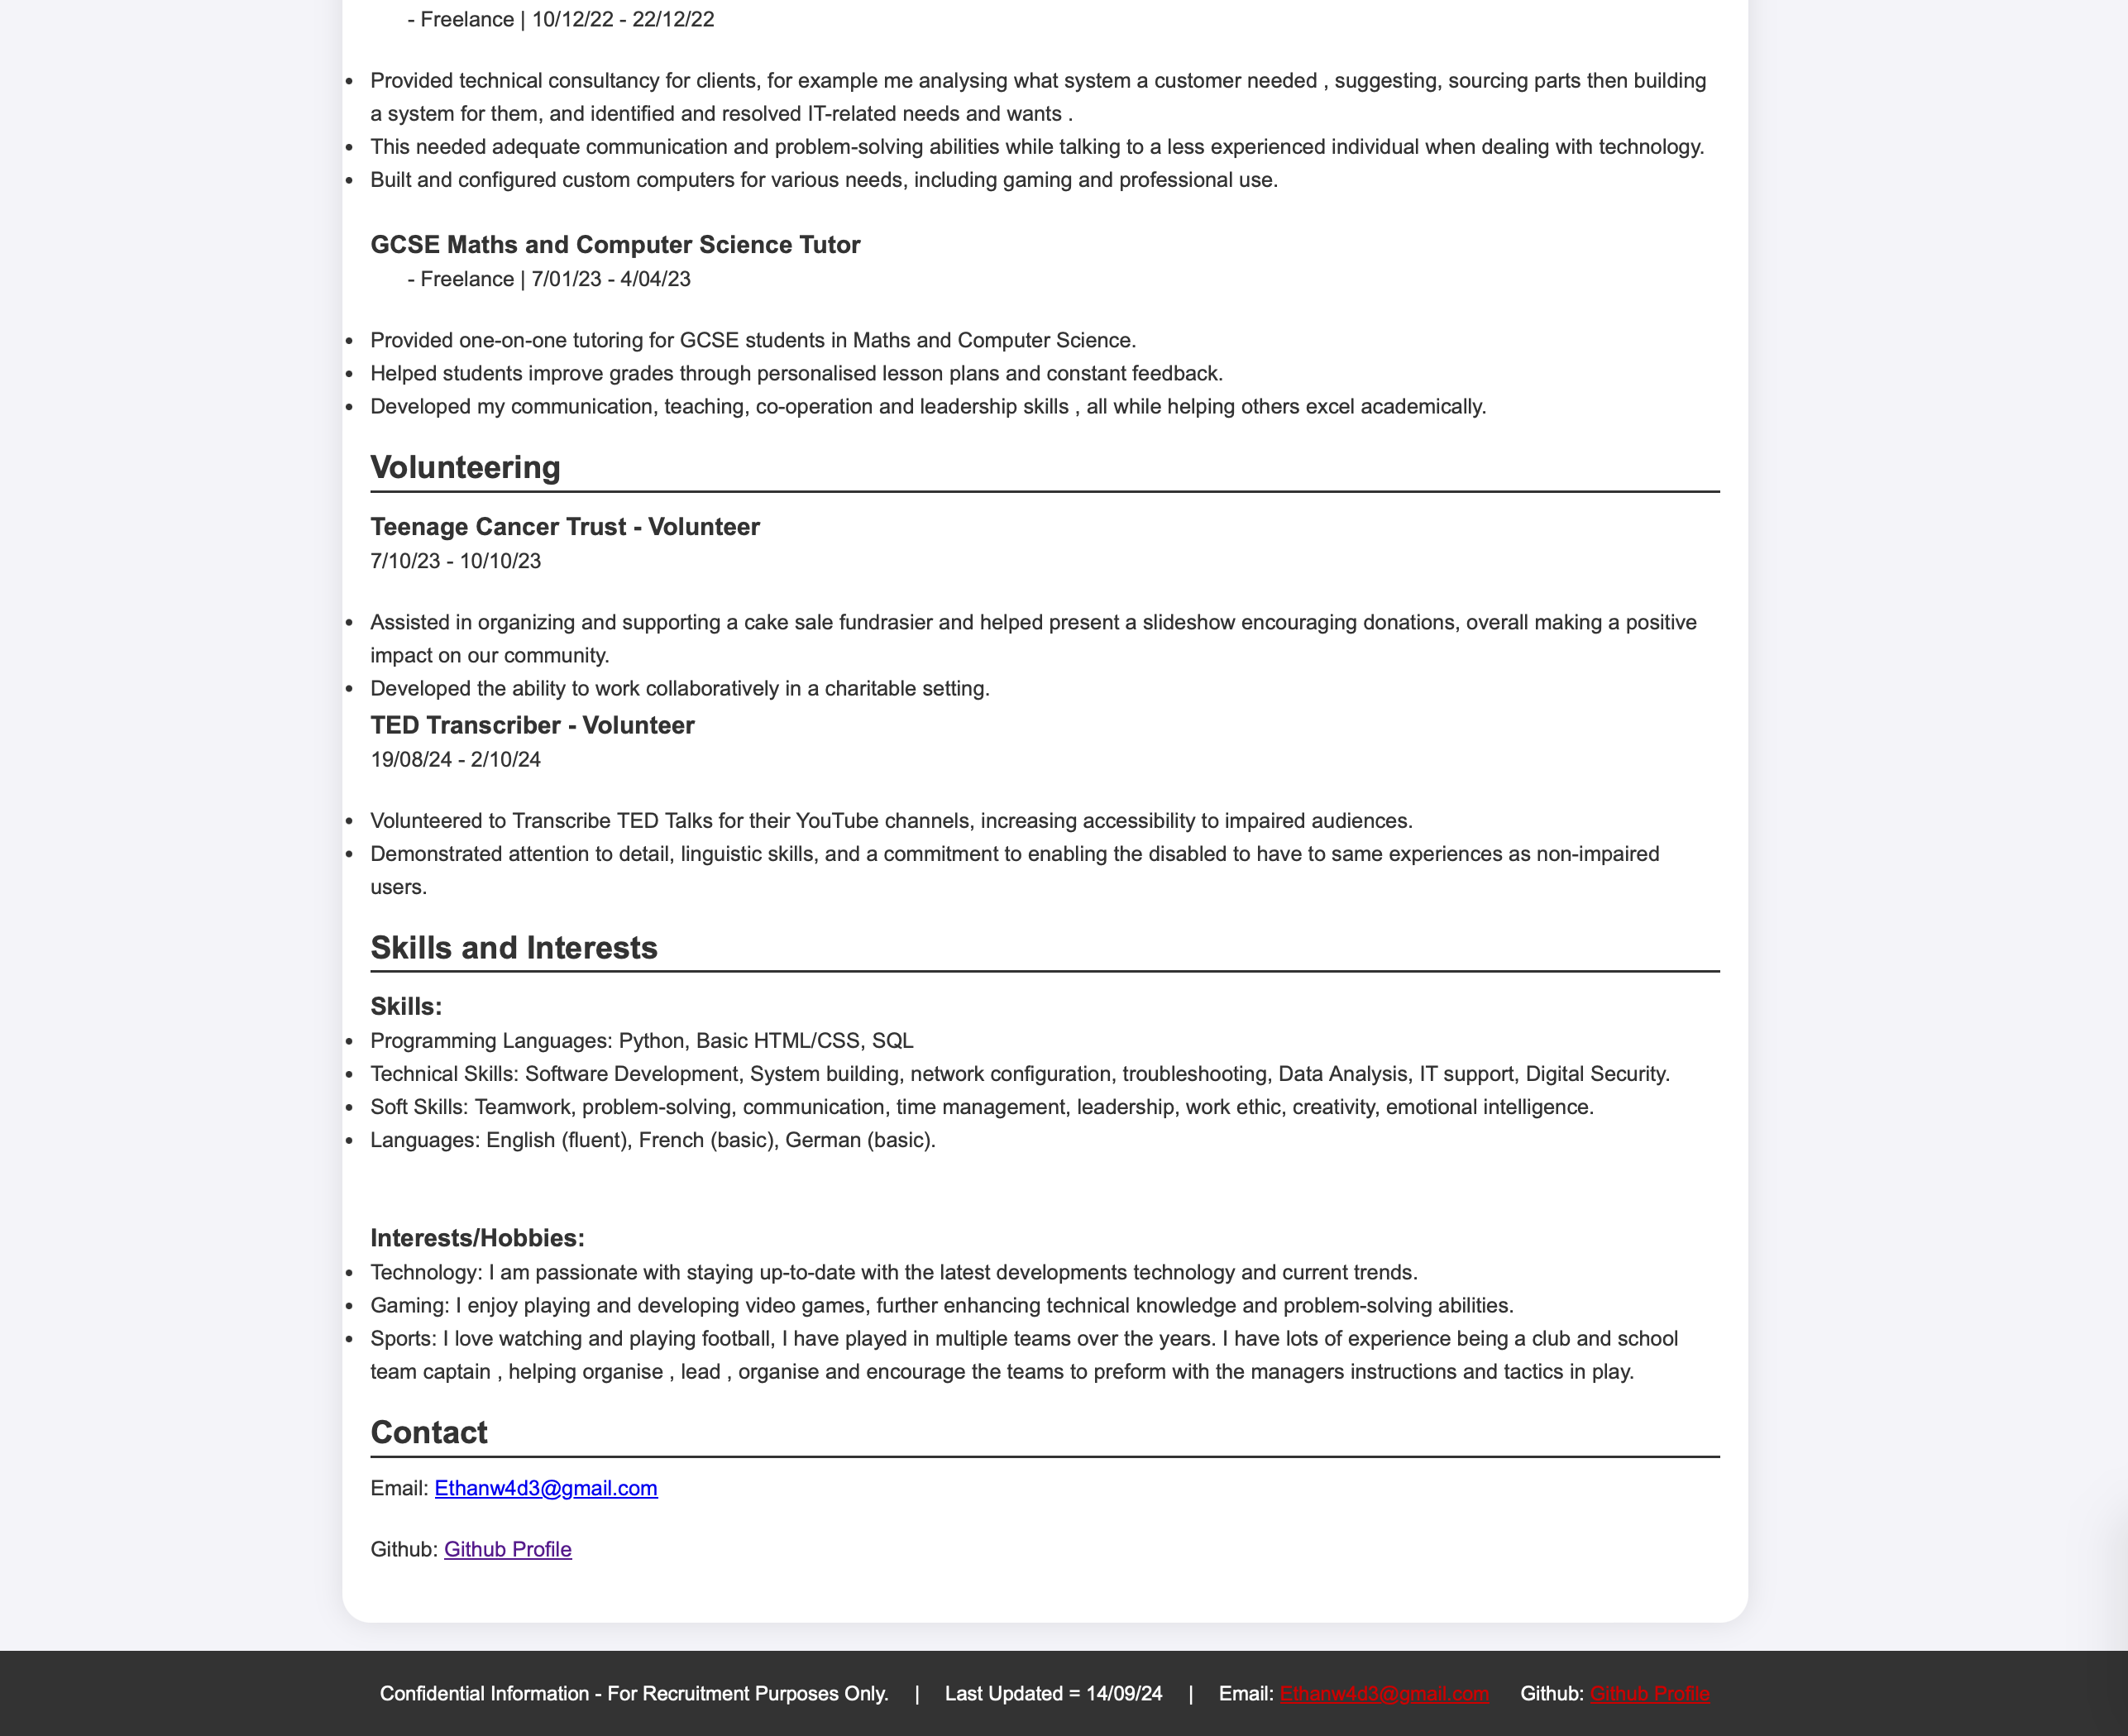 - Freelance | 10/12/22 - 22/12/22
• Provided technical consultancy for clients, for example me analysing what system a customer needed , suggesting, sourcing parts then building
a system for them, and identified and resolved IT-related needs and wants .
• This needed adequate communication and problem-solving abilities while talking to a less experienced individual when dealing with technology.
• Built and configured custom computers for various needs, including gaming and professional use.
GCSE Maths and Computer Science Tutor
- Freelance | 7/01/23 - 4/04/23
• Provided one-on-one tutoring for GCSE students in Maths and Computer Science.
• Helped students improve grades through personalised lesson plans and constant feedback.
• Developed my communication, teaching, co-operation and leadership skills , all while helping others excel academically.
Volunteering
Teenage Cancer Trust - Volunteer
7/10/23 - 10/10/23
• Assisted in organizing and supporting a cake sale fundrasier and helped present a slideshow encouraging donations, overall making a positive
impact on our community.
• Developed the ability to work collaboratively in a charitable setting.
TED Transcriber - Volunteer
19/08/24 - 2/10/24
• Volunteered to Transcribe TED Talks for their YouTube channels, increasing accessibility to impaired audiences.
• Demonstrated attention to detail, linguistic skills, and a commitment to enabling the disabled to have to same experiences as non-impaired
users.
Skills and Interests
Skills:
• Programming Languages: Python, Basic HTML/CSS, SQL
• Technical Skills: Software Development, System building, network configuration, troubleshooting, Data Analysis, IT support, Digital Security.
• Soft Skills: Teamwork, problem-solving, communication, time management, leadership, work ethic, creativity, emotional intelligence.
• Languages: English (fluent), French (basic), German (basic).
Interests/Hobbies:
• Technology: I am passionate with staying up-to-date with the latest developments technology and current trends.
• Gaming: I enjoy playing and developing video games, further enhancing technical knowledge and problem-solving abilities.
• Sports: I love watching and playing football, I have played in multiple teams over the years. I have lots of experience being a club and school
team captain , helping organise , lead , organise and encourage the teams to preform with the managers instructions and tactics in play.
Contact
Email: Ethanw4d3@gmail.com
Github: Github Profile
Confidential Information - For Recruitment Purposes Only. | Last Updated = 14/09/24 | Email: Ethanw4d3@gmail.com Github: Github Profile